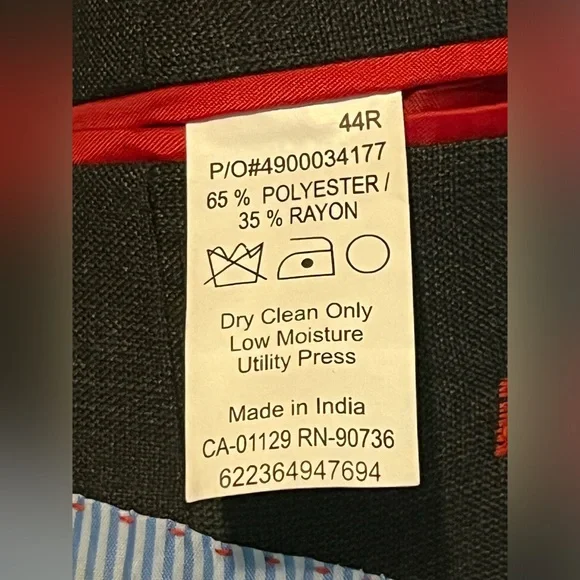 44R
P/O#4900034177
65 % POLYESTER /
35 % RAYON
Dry Clean Only
Low Moisture
Utility Press
Made in India
CA-01129 RN-90736
622364947694